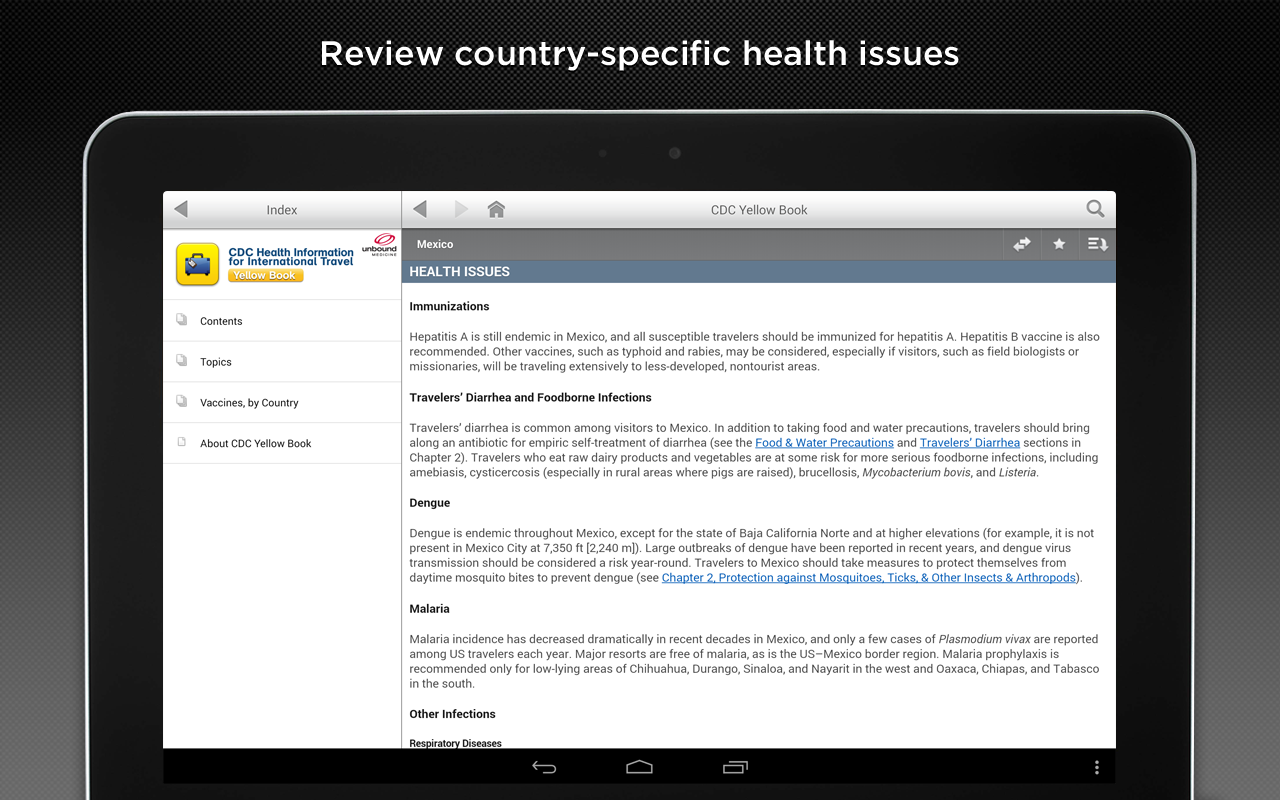 Review country-specific health issues
Index
CDC Yellow Book
CDC Health Information
for International Travel
Yellow Book
unbound
MEDICINE
Contents
Topics
Vaccines, by Country
About CDC Yellow Book
Mexico
HEALTH ISSUES
Immunizations
Hepatitis A is still endemic in Mexico, and all susceptible travelers should be immunized for hepatitis A. Hepatitis B vaccine is also
recommended. Other vaccines, such as typhoid and rabies, may be considered, especially if visitors, such as field biologists or
missionaries, will be traveling extensively to less-developed, nontourist areas.
Travelers’ Diarrhea and Foodborne Infections
Travelers’ diarrhea is common among visitors to Mexico. In addition to taking food and water precautions, travelers should bring
along an antibiotic for empiric self-treatment of diarrhea (see the Food & Water Precautions and Travelers’ Diarrhea sections in
Chapter 2). Travelers who eat raw dairy products and vegetables are at some risk for more serious foodborne infections, including
amebiasis, cysticercosis (especially in rural areas where pigs are raised), brucellosis, Mycobacterium bovis, and Listeria.
Dengue
Dengue is endemic throughout Mexico, except for the state of Baja California Norte and at higher elevations (for example, it is not
present in Mexico City at 7,350 ft [2,240 m]). Large outbreaks of dengue have been reported in recent years, and dengue virus
transmission should be considered a risk year-round. Travelers to Mexico should take measures to protect themselves from
daytime mosquito bites to prevent dengue (see Chapter 2, Protection against Mosquitoes, Ticks, & Other Insects & Arthropods).
Malaria
Malaria incidence has decreased dramatically in recent decades in Mexico, and only a few cases of Plasmodium vivax are reported
among US travelers each year. Major resorts are free of malaria, as is the US–Mexico border region. Malaria prophylaxis is
recommended only for low-lying areas of Chihuahua, Durango, Sinaloa, and Nayarit in the west and Oaxaca, Chiapas, and Tabasco
in the south.
Other Infections
Respiratory Diseases